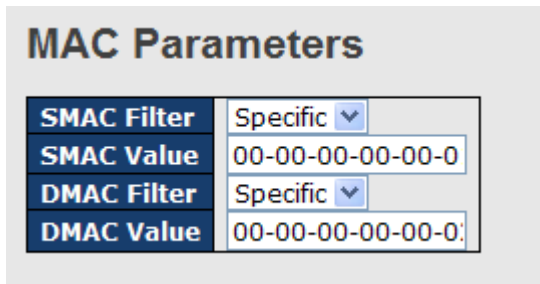 MAC Parameters
SMAC Filter Specific
SMAC Value 00-00-00-00-00-0
DMAC Filter Specific
DMAC Value 00-00-00-00-00-0